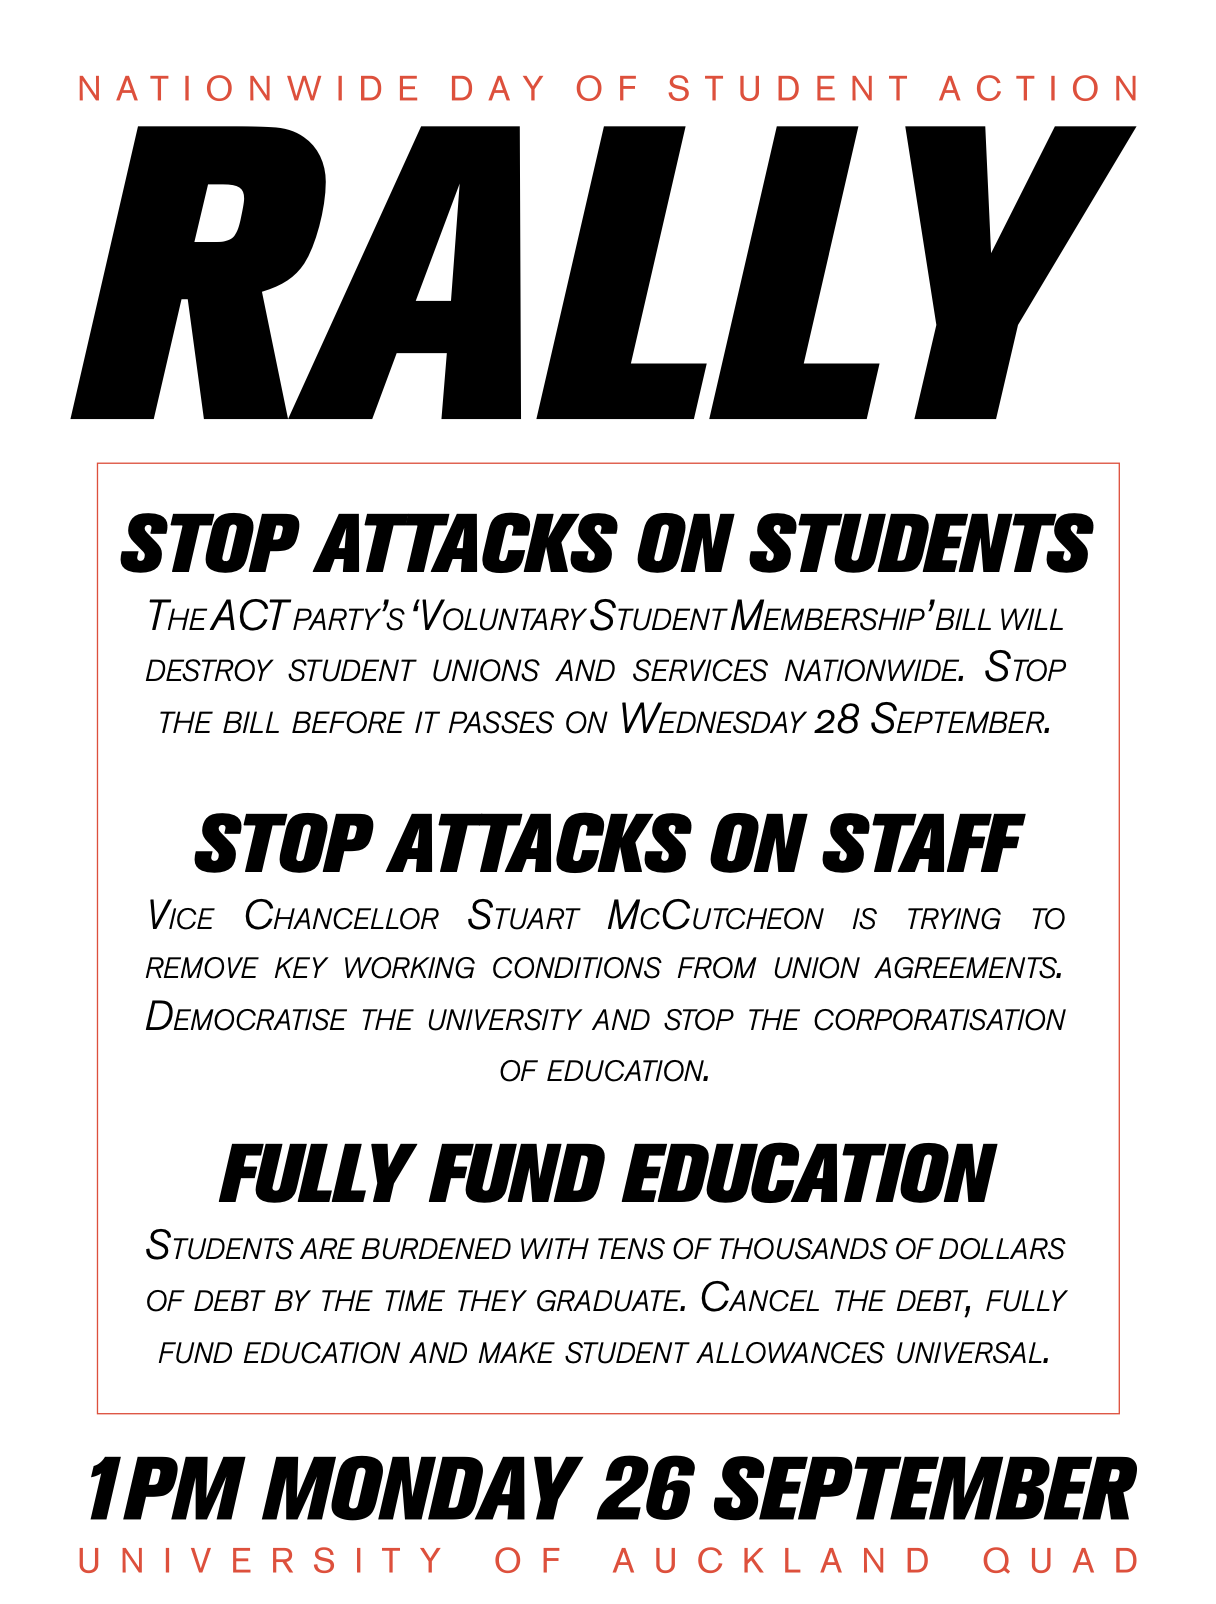 NATIONWIDE DAY OF STUDENT ACTION
RALLY
STOP ATTACKS ON STUDENTS
THE ACT PARTY’S ‘VOLUNTARY STUDENT MEMBERSHIP’ BILL WILL
DESTROY STUDENT UNIONS AND SERVICES NATIONWIDE. STOP
THE BILL BEFORE IT PASSES ON WEDNESDAY 28 SEPTEMBER.
STOP ATTACKS ON STAFF
VICE CHANCELLOR STUART MCCUTCHEON IS TRYING TO
REMOVE KEY WORKING CONDITIONS FROM UNION AGREEMENTS.
DEMOCRATISE THE UNIVERSITY AND STOP THE CORPORATISATION
OF EDUCATION.
FULLY FUND EDUCATION
STUDENTS ARE BURDENED WITH TENS OF THOUSANDS OF DOLLARS
OF DEBT BY THE TIME THEY GRADUATE. CANCEL THE DEBT, FULLY
FUND EDUCATION AND MAKE STUDENT ALLOWANCES UNIVERSAL.
1PM MONDAY 26 SEPTEMBER
UNIVERSITY OF AUCKLAND QUAD